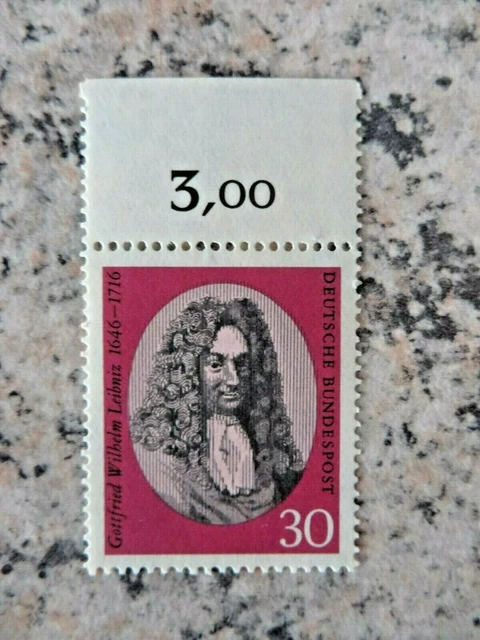 3,00
Gottfried Wilhelm Leibniz 1646–1716
DEUTSCHE BUNDESPOST
30